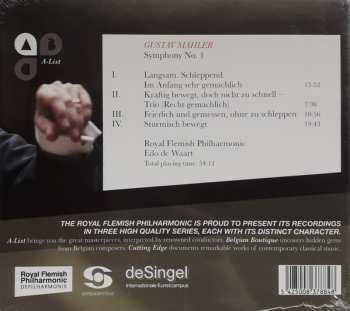 GUSTAV MAHLER
Symphony No. 1
A-List
I. Langsam. Schleppend.
Im Anfang sehr gemächlich 15:52
II. Kräftig bewegt, doch nicht zu schnell –
Trio (Recht gemachlich) 7:36
III. Feierlich und gemessen, ohne zu schleppen 10:56
IV. Stürmisch bewegt 19:43
Royal Flemish Philharmonic
Edo de Waart
Total playing time: 54:11
THE ROYAL FLEMISH PHILHARMONIC IS PROUD TO PRESENT ITS RECORDINGS
IN THREE HIGH QUALITY SERIES, EACH WITH ITS DISTINCT CHARACTER.
A-List brings you the great masterpieces, interpreted by renowned conductors. Belgian Boutique uncovers hidden gems
from Belgian composers. Cutting Edge documents remarkable works of contemporary classical music.
Royal Flemish
Philharmonic
DEFILHARMONIE
deSingel
Internationale Kunstcampus